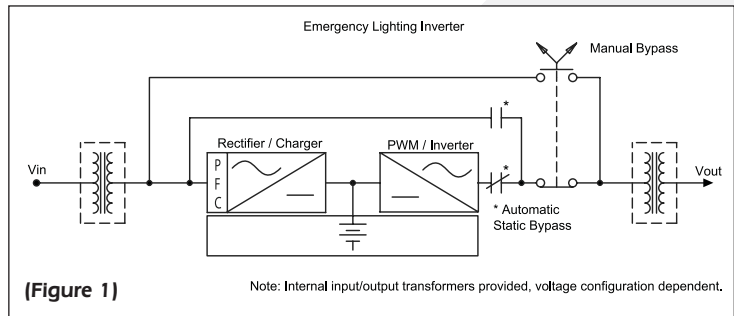 Emergency Lighting Inverter
Manual Bypass
*
Rectifier / Charger
PWM / Inverter
Vin
P
F
C
*
Vout
* Automatic
Static Bypass
(Figure 1)
Note: Internal input/output transformers provided, voltage configuration dependent.